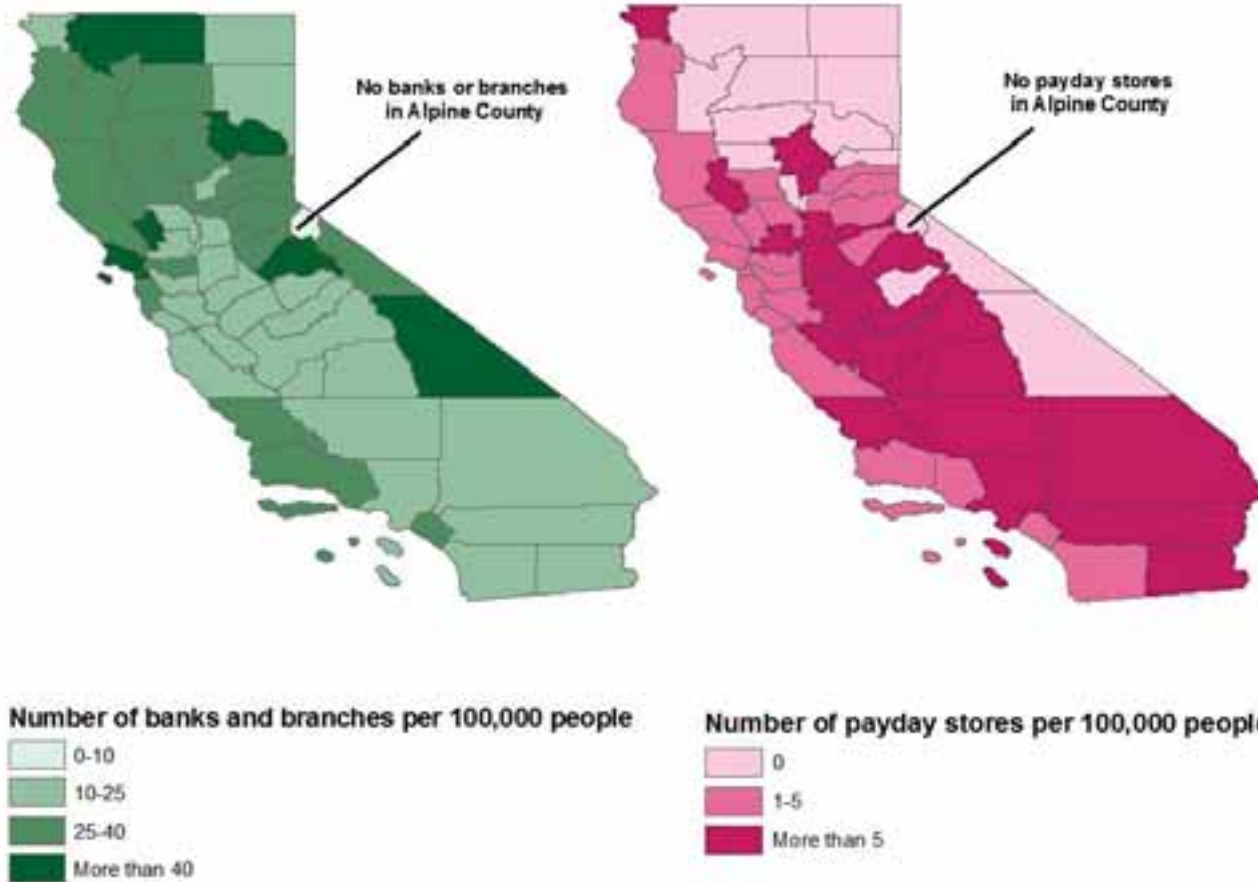 No banks or branches
in Alpine County
No payday stores
in Alpine County
Number of banks and branches per 100,000 people
0-10
10-25
25-40
More than 40
Number of payday stores per 100,000 people
0
1-5
More than 5